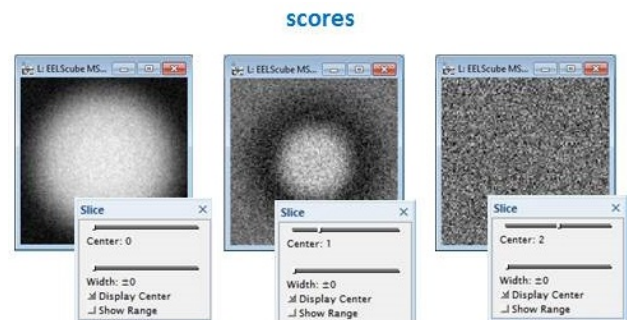 scores
L: EELScube MS...
L: EELScube MS...
L: EELScube MS...
Slice
Center: 0
Width: ±0
Display Center
Show Range
Slice
Center: 1
Width: ±0
Display Center
Show Range
Slice
Center: 2
Width: ±0
Display Center
Show Range